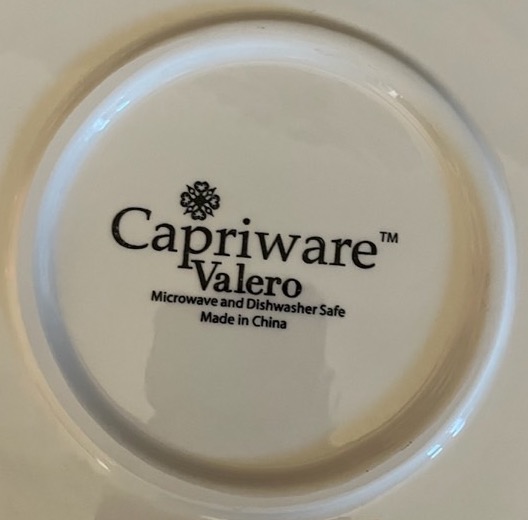 Capriware™
Valero
Microwave and Dishwasher Safe
Made in China